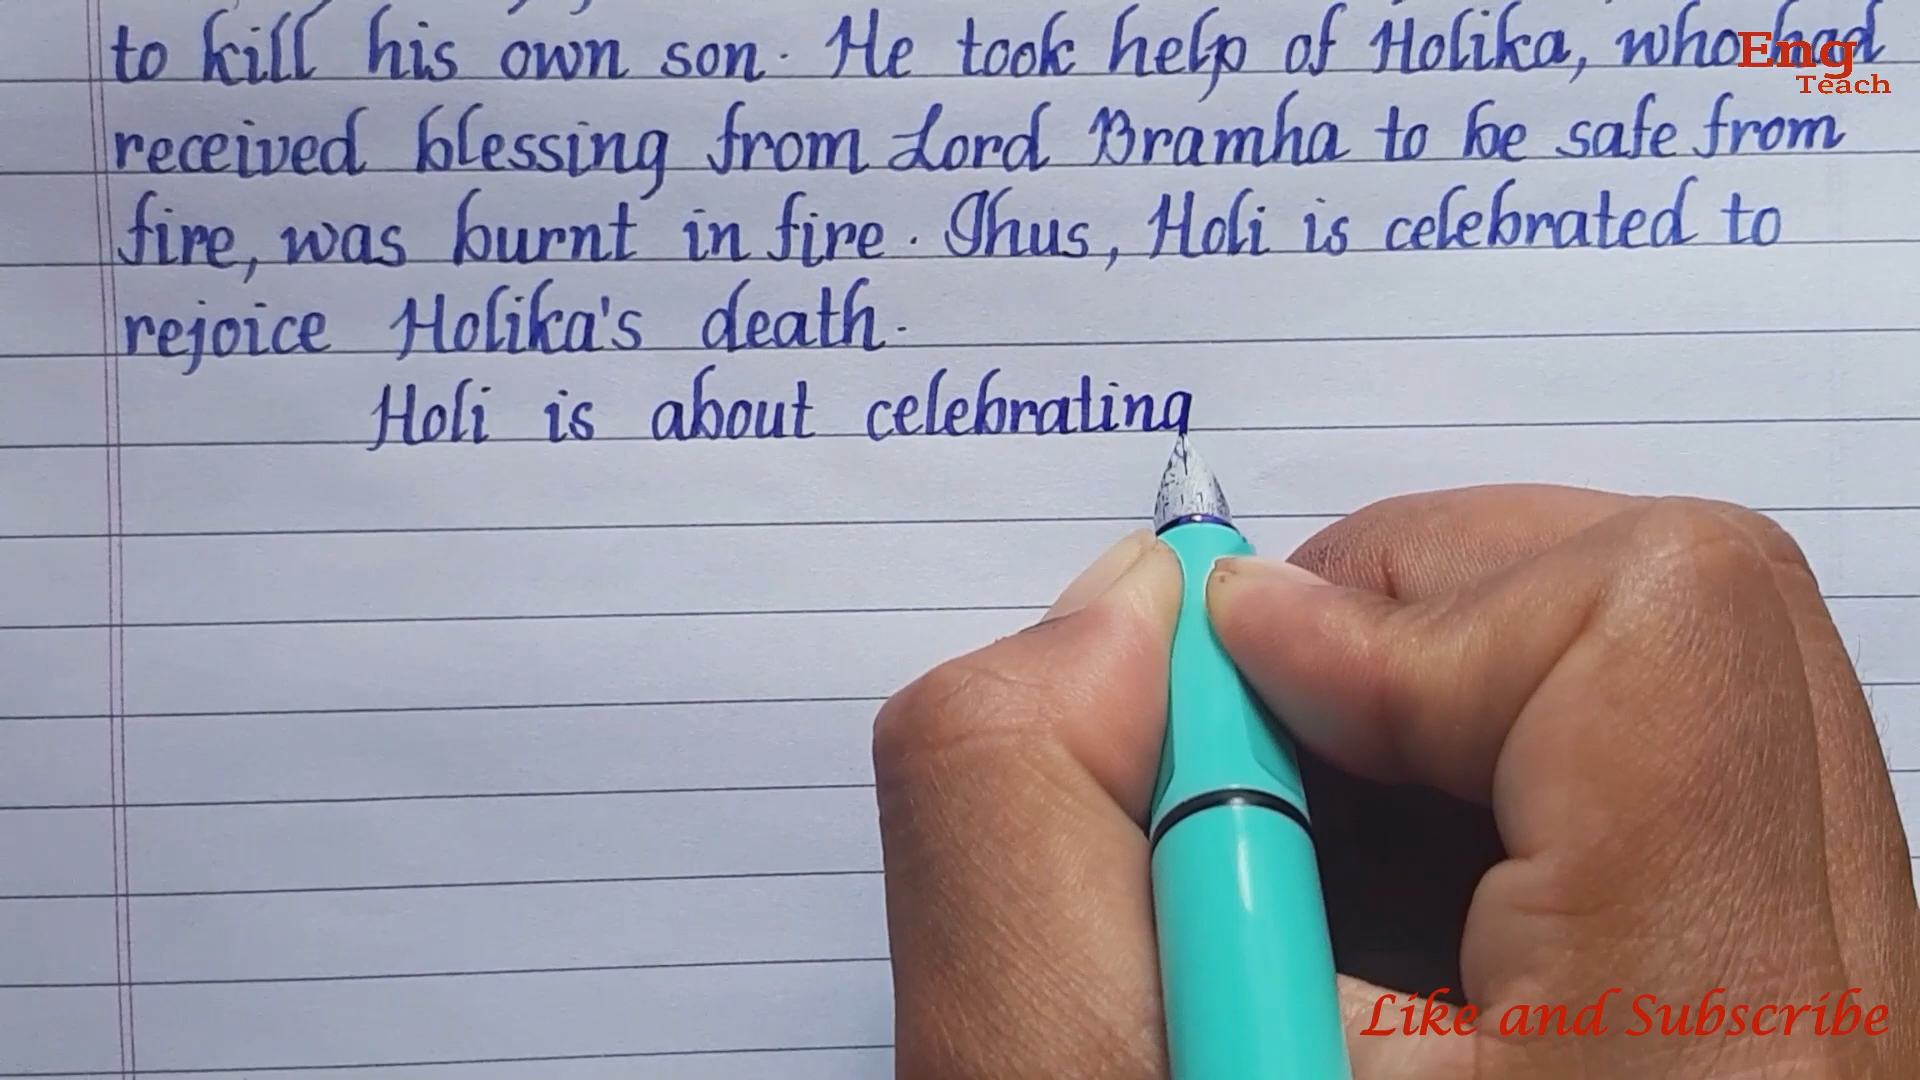 to kill his own son. He took help of Holika, who had
Eng
Teach
received blessing from Lord Bramha to be safe from
fire, was burnt in fire. Thus, Holi is celebrated to
rejoice Holika's death.
Holi is about celebrating
Like and Subscribe